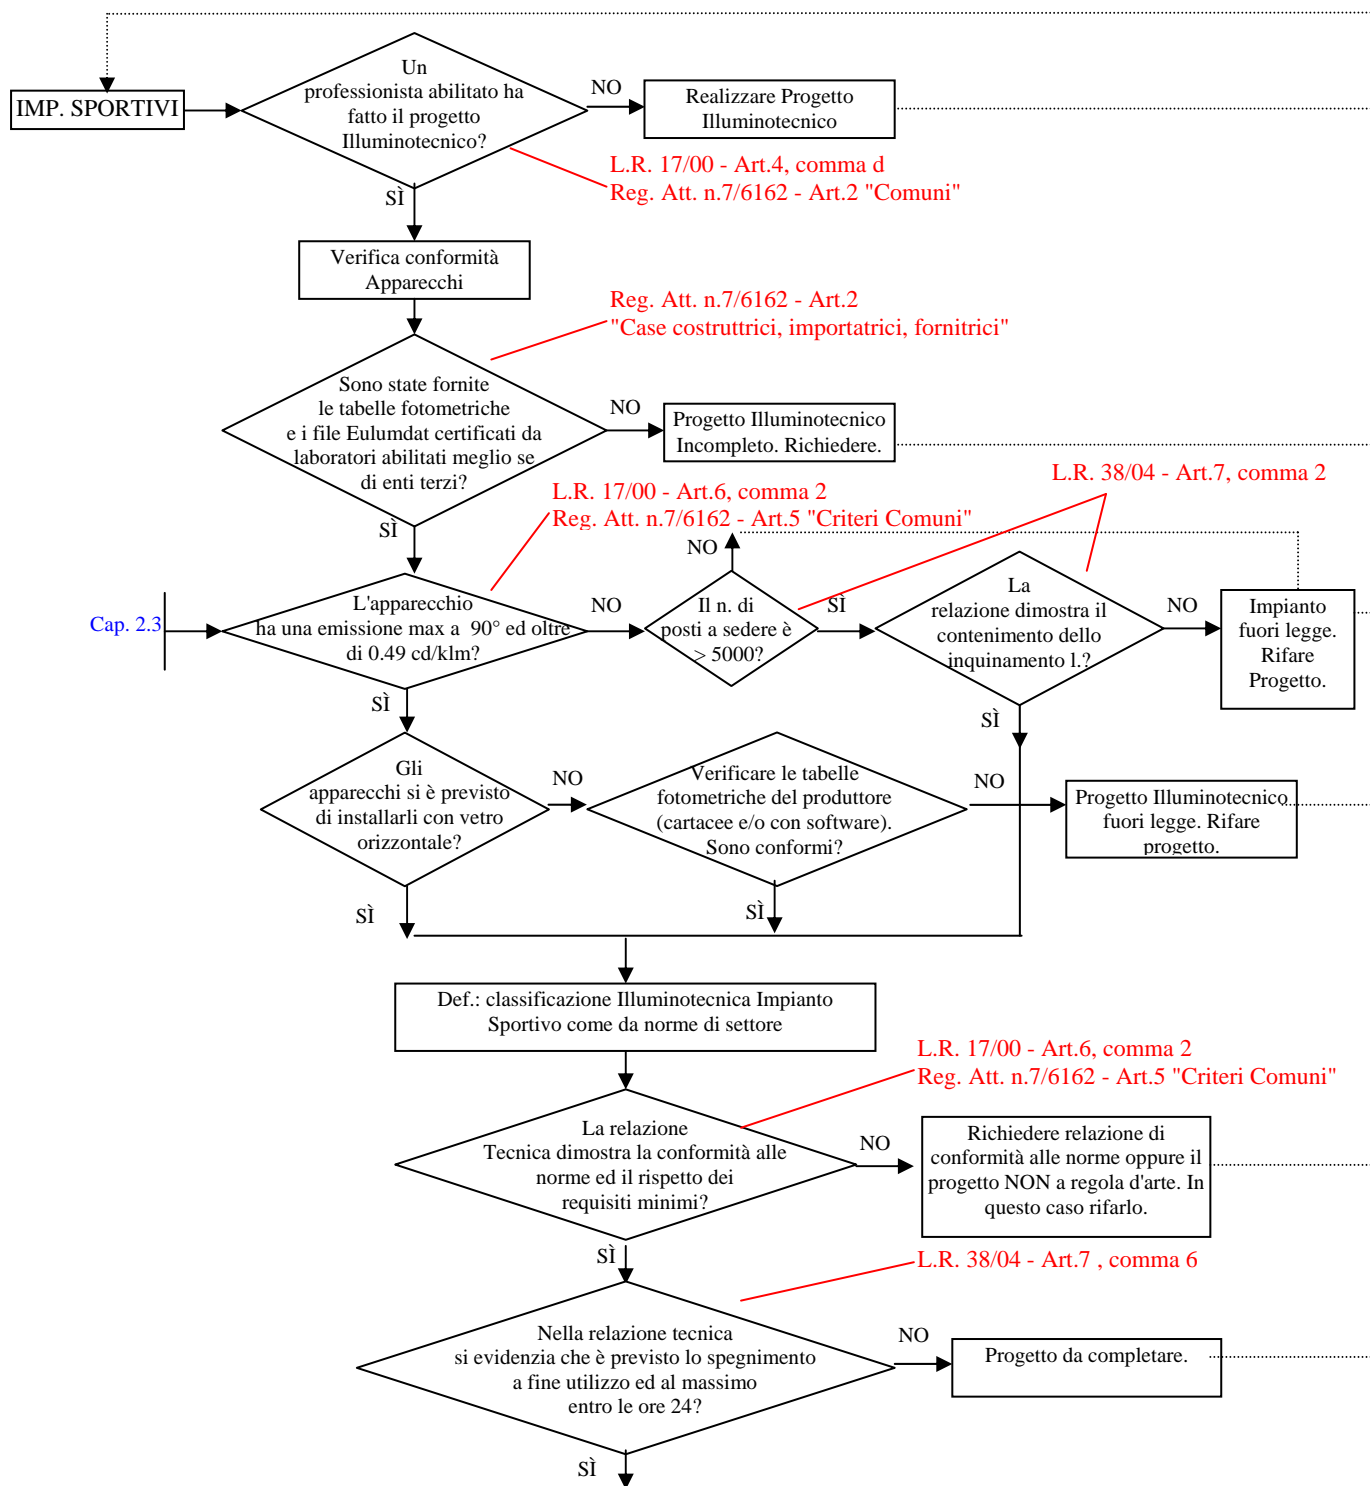 IMP. SPORTIVI
Un
professionista abilitato ha
fatto il progetto
Illuminotecnico?
NO
Realizzare Progetto
Illuminotecnico
L.R. 17/00 - Art.4, comma d
Reg. Att. n.7/6162 - Art.2 "Comuni"
SÌ
Verifica conformità
Apparecchi
Reg. Att. n.7/6162 - Art.2
"Case costruttrici, importatrici, fornitrici"
Sono state fornite
le tabelle fotometriche
e i file Eulumdat certificati da
laboratori abilitati meglio se
di enti terzi?
NO
Progetto Illuminotecnico
Incompleto. Richiedere.
L.R. 17/00 - Art.6, comma 2
Reg. Att. n.7/6162 - Art.5 "Criteri Comuni"
L.R. 38/04 - Art.7, comma 2
SÌ
Cap. 2.3
L'apparecchio
ha una emissione max a 90° ed oltre
di 0.49 cd/klm?
NO
NO
Il n. di
posti a sedere è
> 5000?
SÌ
La
relazione dimostra il
contenimento dello
inquinamento l.?
NO
Impianto
fuori legge.
Rifare
Progetto.
SÌ
SÌ
Gli
apparecchi si è previsto
di installarli con vetro
orizzontale?
NO
Verificare le tabelle
fotometriche del produttore
(cartacee e/o con software).
Sono conformi?
NO
Progetto Illuminotecnico
fuori legge. Rifare
progetto.
SÌ
SÌ
Def.: classificazione Illuminotecnica Impianto
Sportivo come da norme di settore
L.R. 17/00 - Art.6, comma 2
Reg. Att. n.7/6162 - Art.5 "Criteri Comuni"
La relazione
Tecnica dimostra la conformità alle
norme ed il rispetto dei
requisiti minimi?
NO
Richiedere relazione di
conformità alle norme oppure il
progetto NON a regola d'arte. In
questo caso rifarlo.
SÌ
L.R. 38/04 - Art.7 , comma 6
Nella relazione tecnica
si evidenzia che è previsto lo spegnimento
a fine utilizzo ed al massimo
entro le ore 24?
NO
Progetto da completare.
SÌ